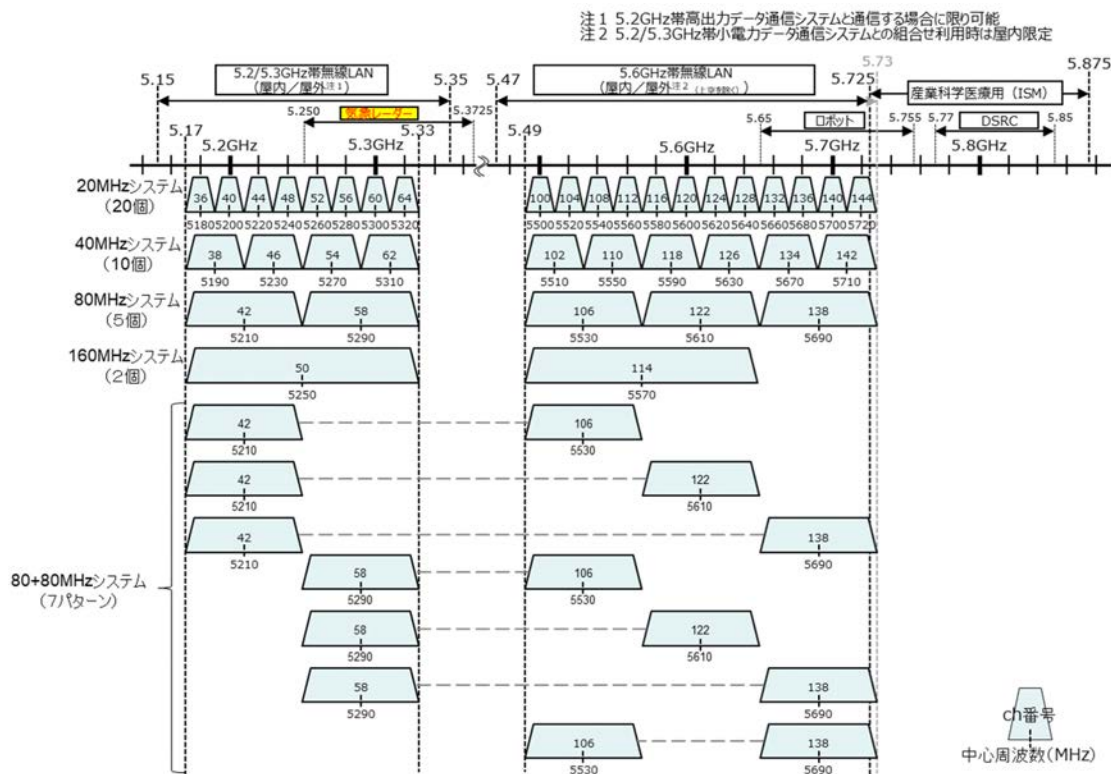 注1 5.2GHz帯高出力データ通信システムと通信する場合に限り可能
注2 5.2/5.3GHz帯小電力データ通信システムとの組合せ利用時は屋内限定
5.15
5.2/5.3GHz帯無線LAN
(屋内/屋外注1)
5.35
5.47
5.6GHz帯無線LAN
(屋内/屋外注2(上空を除く))
5.725
5.73
5.875
産業科学医療用(ISM)
5.250
気象レーダー
5.3725
5.65
ロボット
5.755
5.77
DSRC
5.85
5.17
5.2GHz
5.3GHz
5.33
5.49
5.6GHz
5.7GHz
5.8GHz
20MHzシステム
(20個)
36 40 44 48 52 56 60 64 100 104 108 112 116 120 124 128 132 136 140 144
5180 5200 5220 5240 5260 5280 5300 5320 5500 5520 5540 5560 5580 5600 5620 5640 5660 5680 5700 5720
40MHzシステム
(10個)
38 46 54 62 102 110 118 126 134 142
5190 5230 5270 5310 5510 5550 5590 5630 5670 5710
80MHzシステム
(5個)
42 58 106 122 138
5210 5290 5530 5610 5690
160MHzシステム
(2個)
50 114
5250 5570
80+80MHzシステム
(7パターン)
42 106
5210 5530
42 122
5210 5610
42 138
5210 5690
58 106
5290 5530
58 122
5290 5610
58 138
5290 5690
106 138
5530 5690
ch番号
中心周波数(MHz)